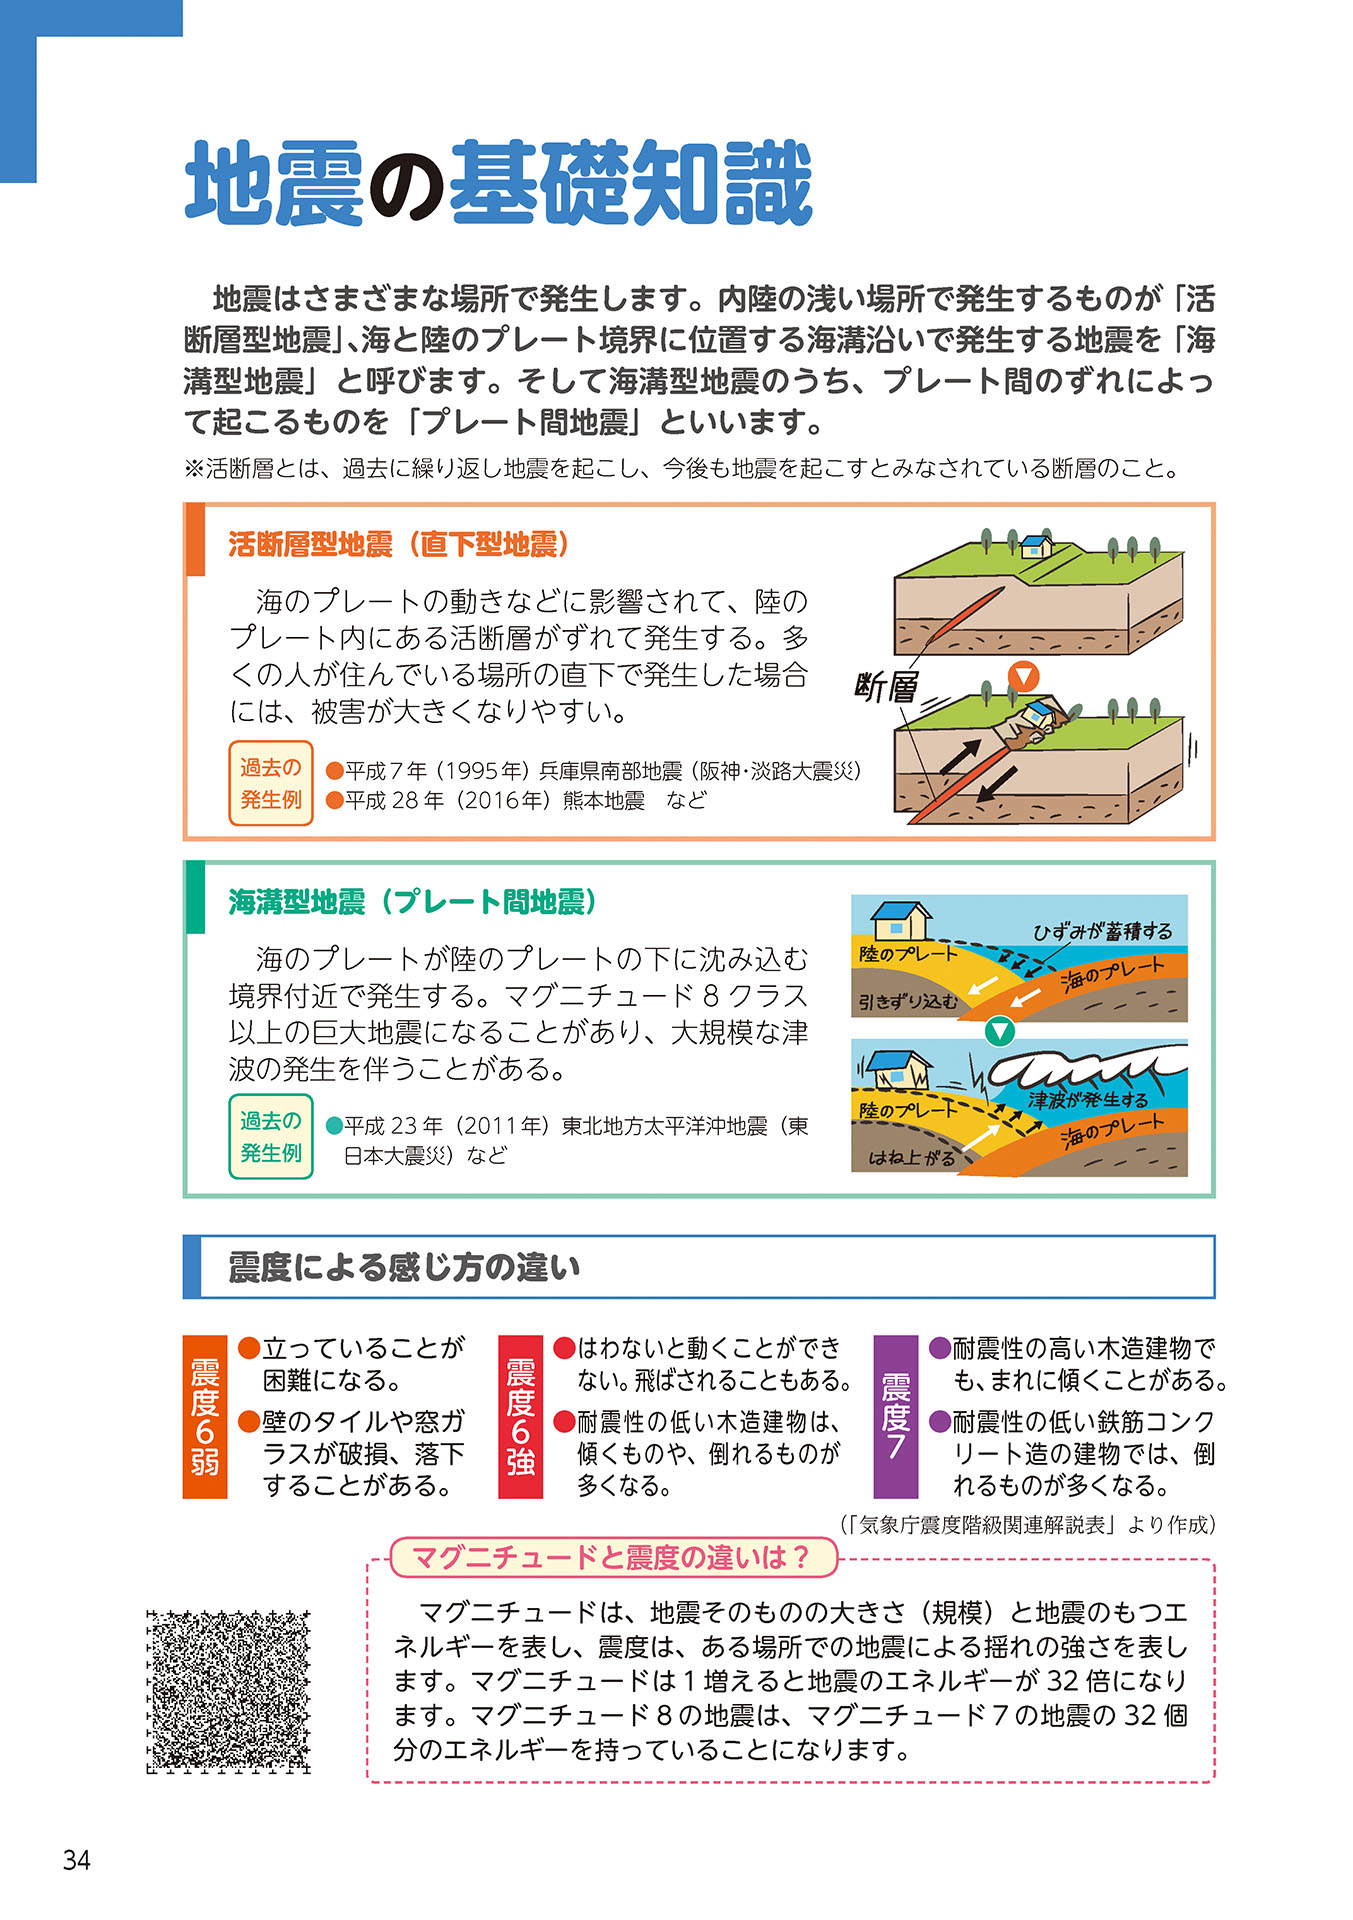 地震の基礎知識
地震はさまざまな場所で発生します。内陸の浅い場所で発生するものが「活
断層型地震」、海と陸のプレート境界に位置する海溝沿いで発生する地震を「海
溝型地震」と呼びます。そして海溝型地震のうち、プレート間のずれによっ
て起こるものを「プレート間地震」といいます。
※活断層とは、過去に繰り返し地震を起こし、今後も地震を起こすとみなされている断層のこと。
活断層型地震（直下型地震）
海のプレートの動きなどに影響されて、陸の
プレート内にある活断層がずれて発生する。多
くの人が住んでいる場所の直下で発生した場合
には、被害が大きくなりやすい。
過去の
発生例
●平成7年（1995年）兵庫県南部地震（阪神・淡路大震災）
●平成28年（2016年）熊本地震　など
断層
海溝型地震（プレート間地震）
海のプレートが陸のプレートの下に沈み込む
境界付近で発生する。マグニチュード8クラス
以上の巨大地震になることがあり、大規模な津
波の発生を伴うことがある。
過去の
発生例
●平成23年（2011年）東北地方太平洋沖地震（東
日本大震災）など
ひずみが蓄積する
陸のプレート
海のプレート
引きずり込む
津波が発生する
陸のプレート
海のプレート
はね上がる
震度による感じ方の違い
震度6弱
●立っていることが
困難になる。
●壁のタイルや窓ガ
ラスが破損、落下
することがある。
震度6強
●はわないと動くことができ
ない。飛ばされることもある。
●耐震性の低い木造建物は、
傾くものや、倒れるものが
多くなる。
震度7
●耐震性の高い木造建物で
も、まれに傾くことがある。
●耐震性の低い鉄筋コンク
リート造の建物では、倒
れるものが多くなる。
（「気象庁震度階級関連解説表」より作成）
マグニチュードと震度の違いは？
マグニチュードは、地震そのものの大きさ（規模）と地震のもつエ
ネルギーを表し、震度は、ある場所での地震による揺れの強さを表し
ます。マグニチュードは1増えると地震のエネルギーが32倍になり
ます。マグニチュード8の地震は、マグニチュード7の地震の32個
分のエネルギーを持っていることになります。
34